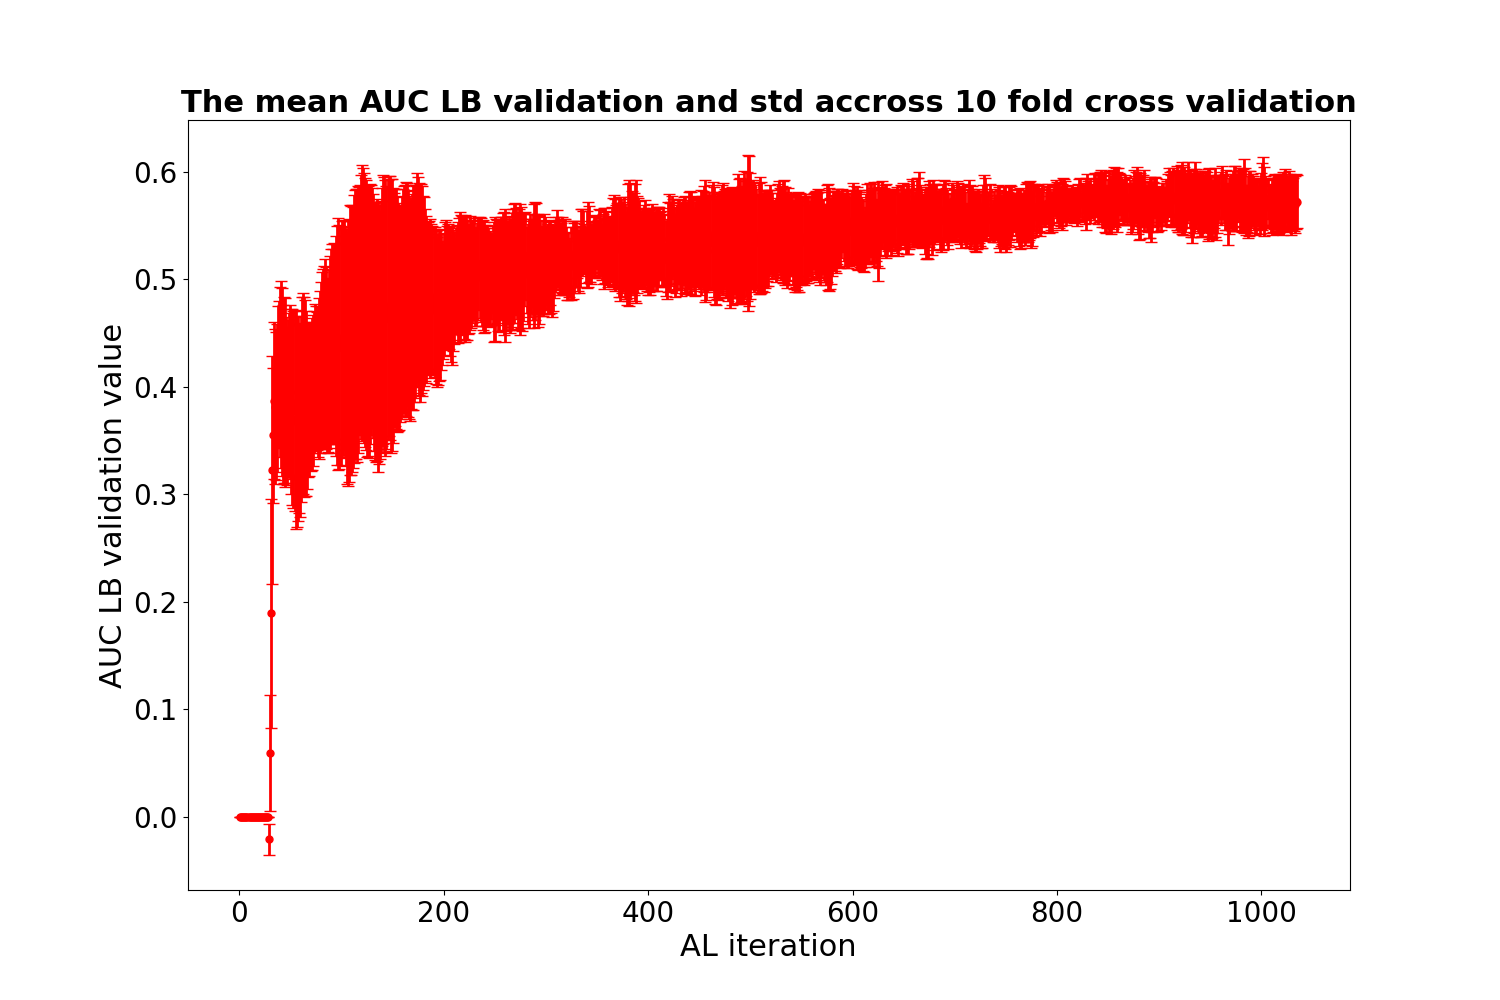 The mean AUC LB validation and std accross 10 fold cross validation
AUC LB validation value
0.6
0.5
0.4
0.3
0.2
0.1
0.0
0 200 400 600 800 1000
AL iteration